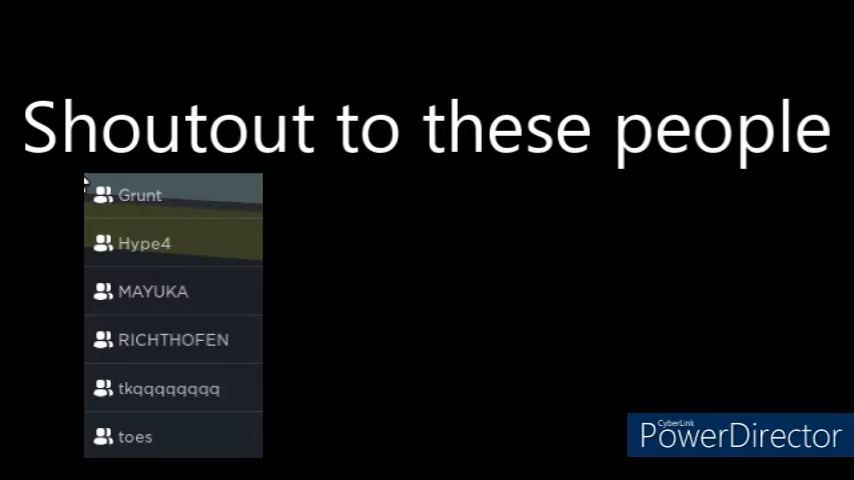 Shoutout to these people
Grunt
Hype4
MAYUKA
RICHTHOFEN
tkqqqqqqqq
toes
CyberLink
PowerDirector